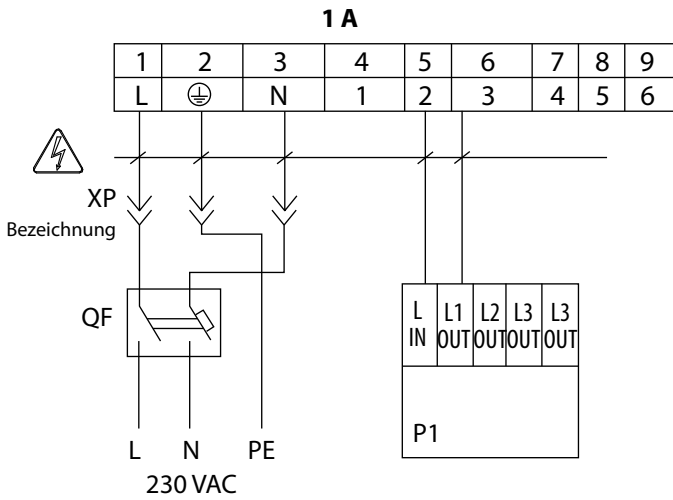 1 A
1 2 3 4 5 6 7 8 9
L N 1 2 3 4 5 6
XP
Bezeichnung
QF
L IN
L1 OUT
L2 OUT
L3 OUT
L3 OUT
P1
L N PE
230 VAC